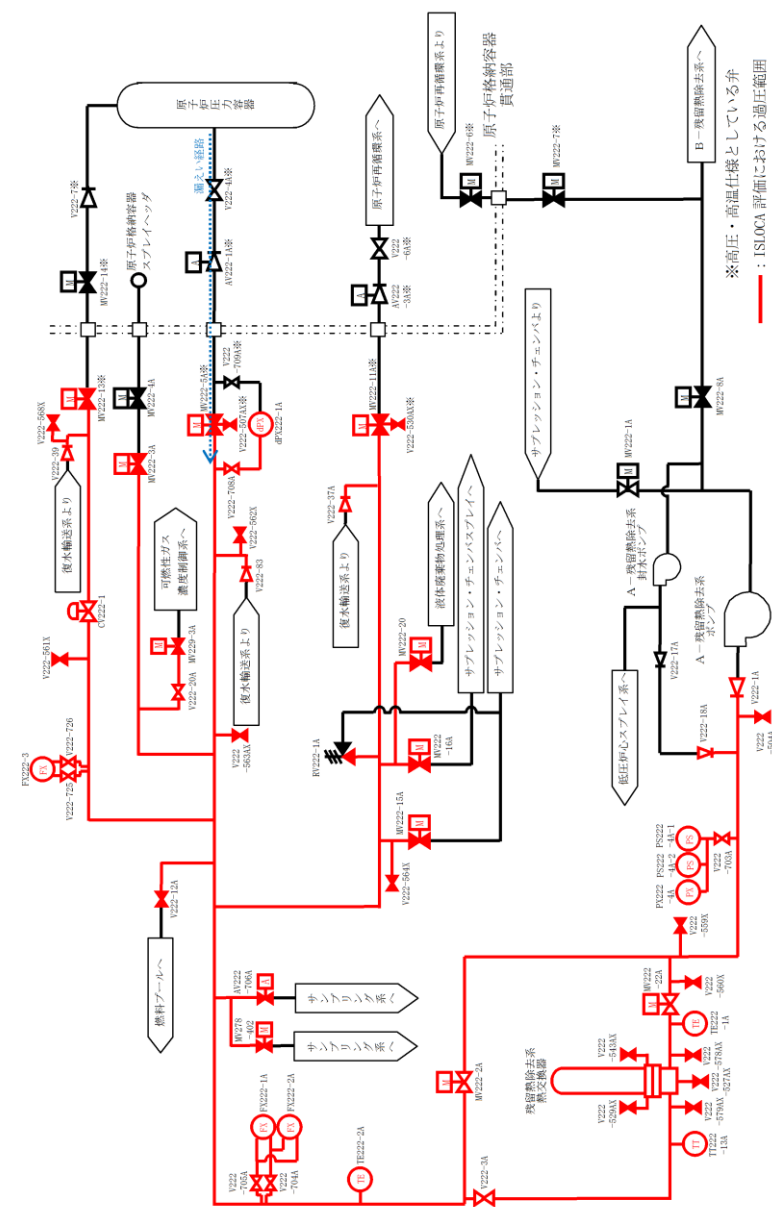 原子炉圧力容器
漏えい経路
V222-7※
MV222-14※
原子炉格納容器
スプレイヘッダ
V222-4A※
AV222-1A※
原子炉再循環系へ
V222
-6A※
AV222
-3A※
原子炉再循環系より
MV222-6※
原子炉格納容器
貫通部
MV222-7※
B-残留熱除去系へ
※高圧・高温仕様としている弁
:ISLOCA 評価における過圧範囲
MV222-13※
V222-568X
V222-39
復水輸送系より
CV222-1
V222-561X
V222-726
FX222-3
FX
V222-725
MV222-4A
MV222-3A
可燃性ガス
濃度制御系へ
MV229-3A
V222-20A
V222
-709A※
MV222-5A※
V222-507AX※
dPX
dPX222-1A
V222-708A
V222-562X
V222-83
復水輸送系より
V222
-563AX
MV222-11A※
V222-530AX※
V222-37A
復水輸送系より
液体廃棄物処理系へ
サプレッション・チェンバスプレイへ
サプレッション・チェンバへ
MV222-20
RV222-1A
MV222
-16A
MV222-15A
V222-564X
サプレッション・チェンバより
MV222-1A
MV222-8A
A-残留熱除去系
封水ポンプ
A-残留熱除去系
ポンプ
V222-17A
低圧炉心スプレイ系へ
V222-18A
V222-1A
V222
PS222
-4A-1
PS222
-4A-2
PX222
-4A
PS
PS
PX
V222
-703A
V222
-559X
V222-12A
燃料プールへ
AV222
-706A
MV278
-402
サンプリング系へ
サンプリング系へ
FX222-1A
FX222-2A
FX
FX
V222
-705A
V222
-704A
TE222-2A
TE
MV222-2A
V222-3A
残留熱除去系
熱交換器
MV222
-22A
V222
-560X
TE
TE222
-1A
V222
-543AX
V222
-529AX
V222
-578AX
V222
-527AX
V222
-579AX
TT
TT222
-13A